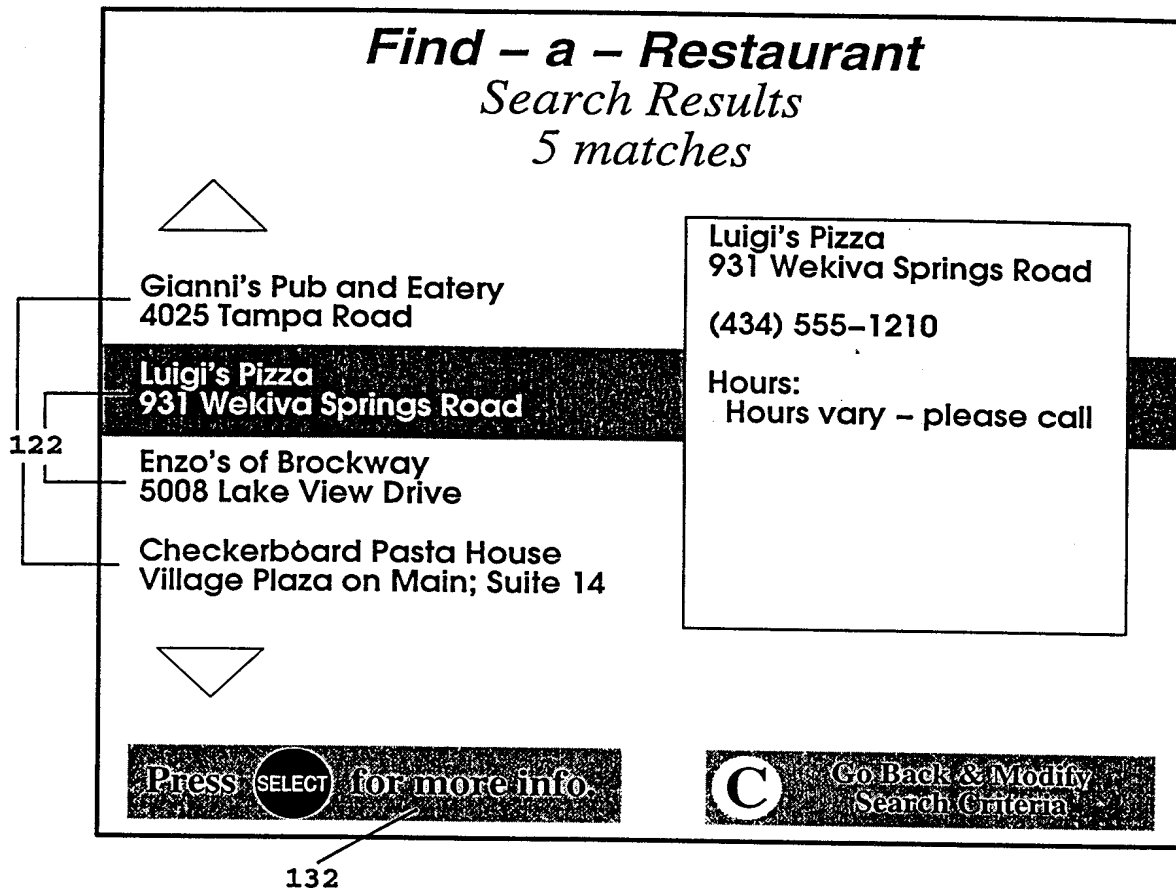 Find – a – Restaurant
Search Results
5 matches
Gianni's Pub and Eatery
4025 Tampa Road
Luigi's Pizza
931 Wekiva Springs Road
Enzo's of Brockway
5008 Lake View Drive
Checkerboard Pasta House
Village Plaza on Main; Suite 14
122
Luigi's Pizza
931 Wekiva Springs Road
(434) 555–1210
Hours:
Hours vary – please call
Press SELECT for more info.
C Go Back & Modify
Search Criteria
132